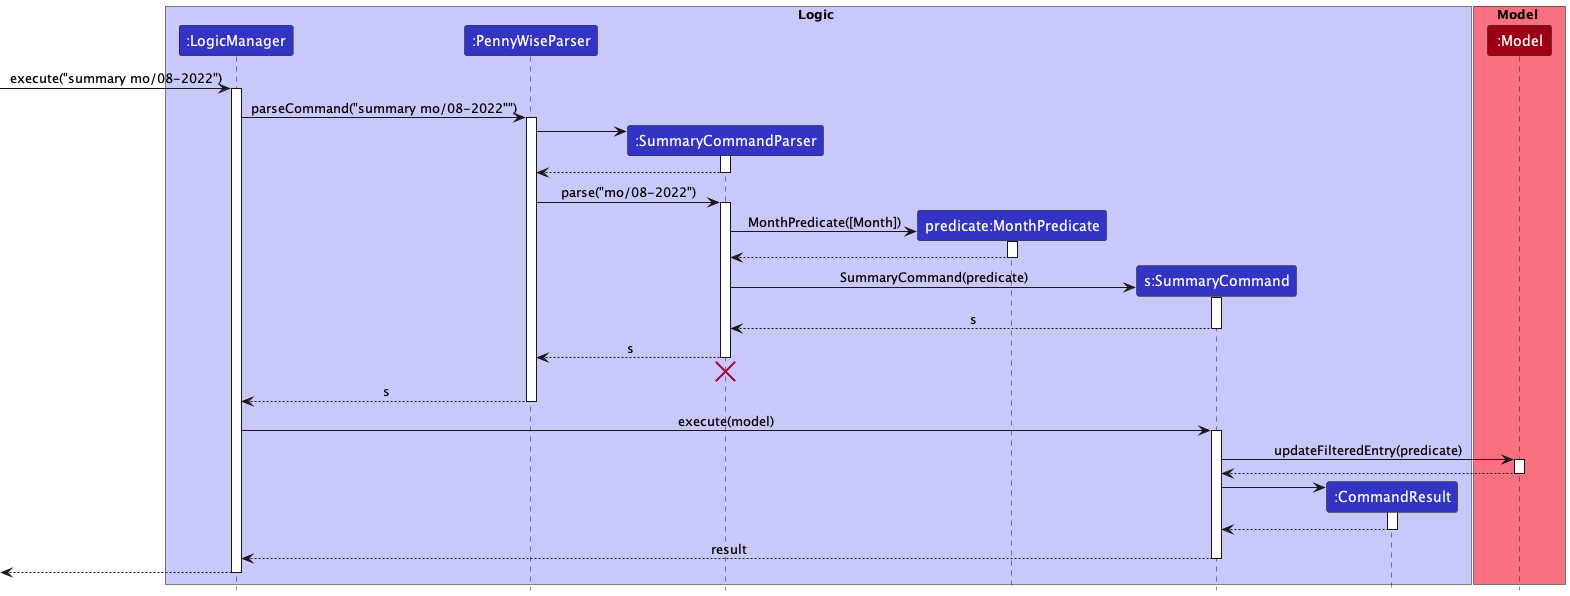 Logic
Model
:LogicManager
:PennyWiseParser
:Model
execute("summary mo/08-2022")
parseCommand("summary mo/08-2022"")
:SummaryCommandParser
parse("mo/08-2022")
MonthPredicate([Month])
predicate:MonthPredicate
SummaryCommand(predicate)
s:SummaryCommand
s
s
s
execute(model)
updateFilteredEntry(predicate)
:CommandResult
result